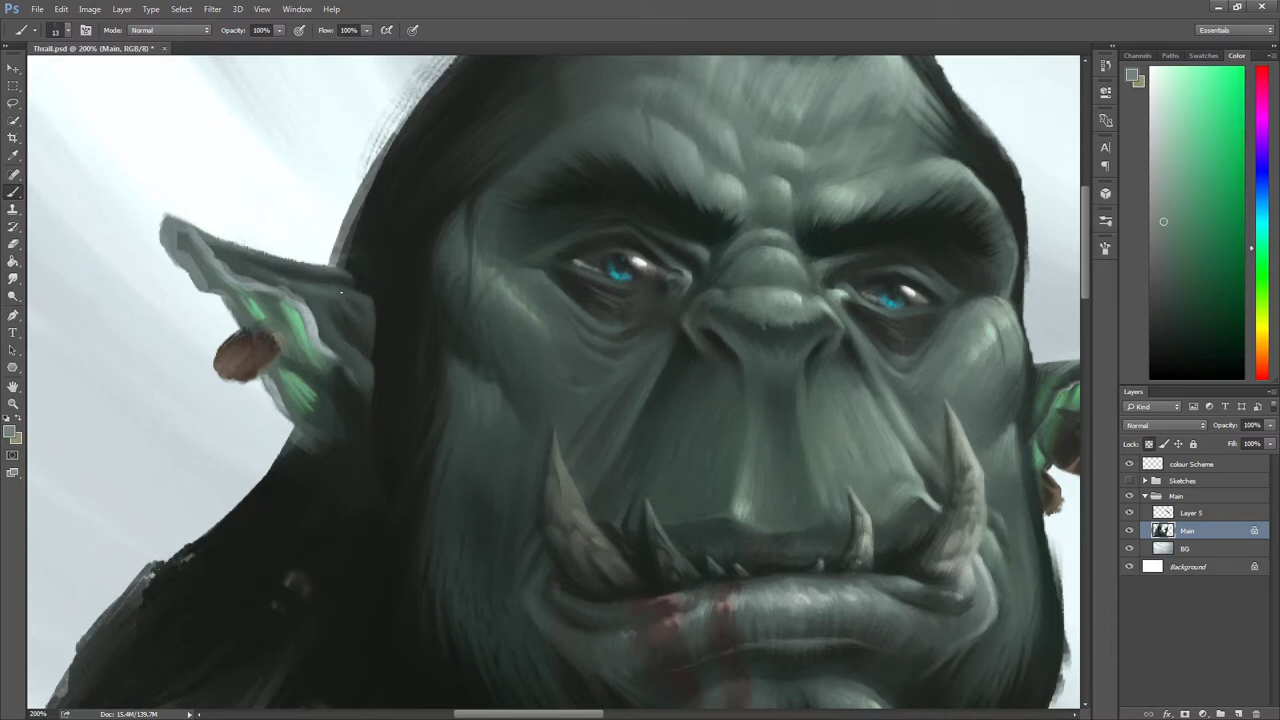 Ps File Edit Image Layer Type Select Filter 3D View Window Help
13 Mode: Normal Opacity: 100% Flow: 100% Essentials
Thrall.psd @ 200% (Main, RGB/8) * ×
Channels Paths Swatches Color
Layers
Kind
Normal Opacity: 100%
Lock: Fill: 100%
colour Scheme
Sketches
Main
Layer 5
Main
BG
Background
200% Doc: 15.4M/139.7M